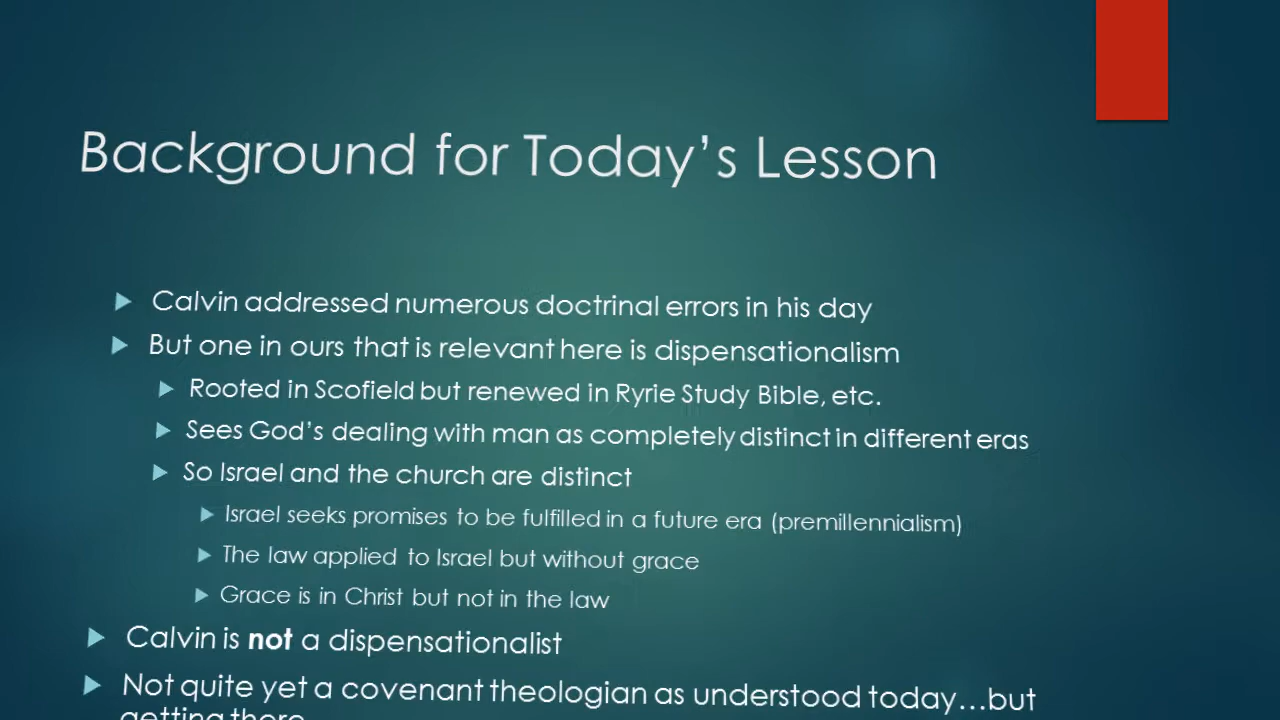 Background for Today's Lesson
Calvin addressed numerous doctrinal errors in his day
But one in ours that is relevant here is dispensationalism
Rooted in Scofield but renewed in Ryrie Study Bible, etc.
Sees God's dealing with man as completely distinct in different eras
So Israel and the church are distinct
Israel seeks promises to be fulfilled in a future era (premillennialism)
The law applied to Israel but without grace
Grace is in Christ but not in the law
Calvin is not a dispensationalist
Not quite yet a covenant theologian as understood today…but
getting there